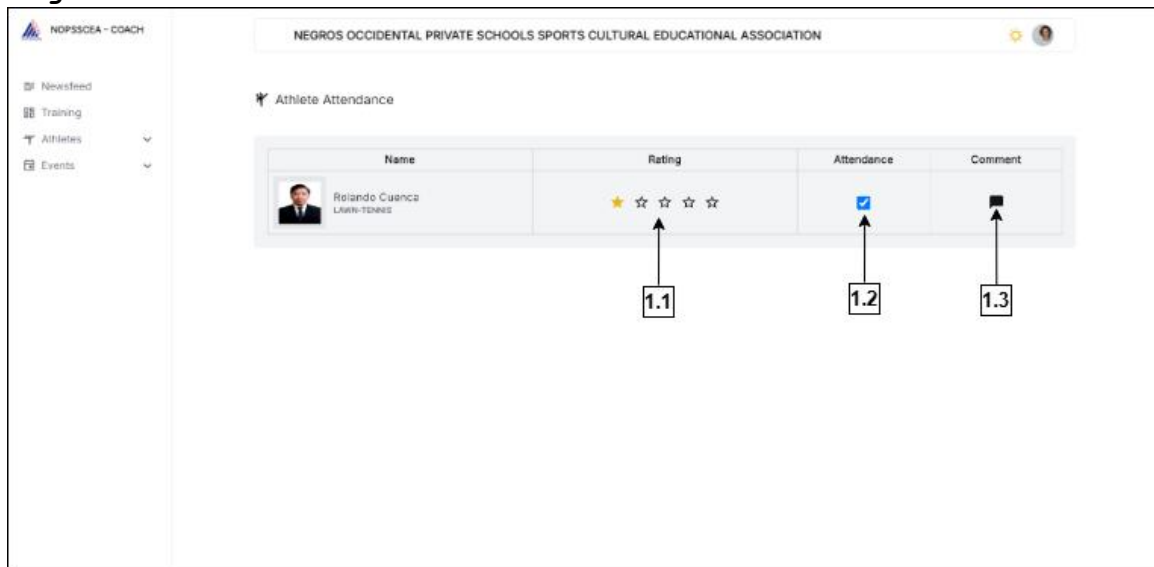 NOPSSCEA - COACH
NEGROS OCCIDENTAL PRIVATE SCHOOLS SPORTS CULTURAL EDUCATIONAL ASSOCIATION
Newsfeed
Training
Athletes
Events
Athlete Attendance
Name Rating Attendance Comment
Rolando Cuenca
LAWN-TENNIS
1.1 1.2 1.3